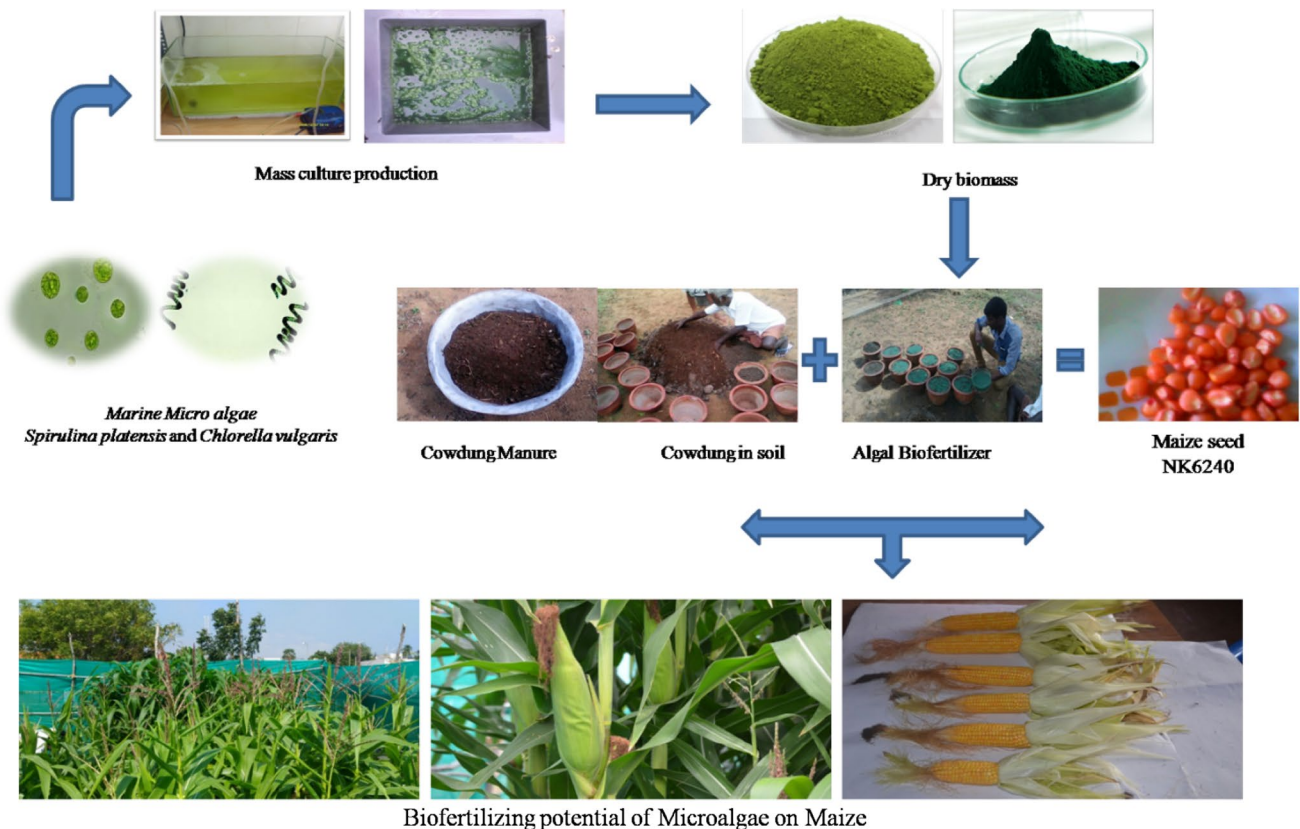 Mass culture production
Dry biomass
Marine Micro algae
Spirulina platensis and Chlorella vulgaris
Cowdung Manure
Cowdung in soil
Algal Biofertilizer
Maize seed
NK6240
Biofertilizing potential of Microalgae on Maize